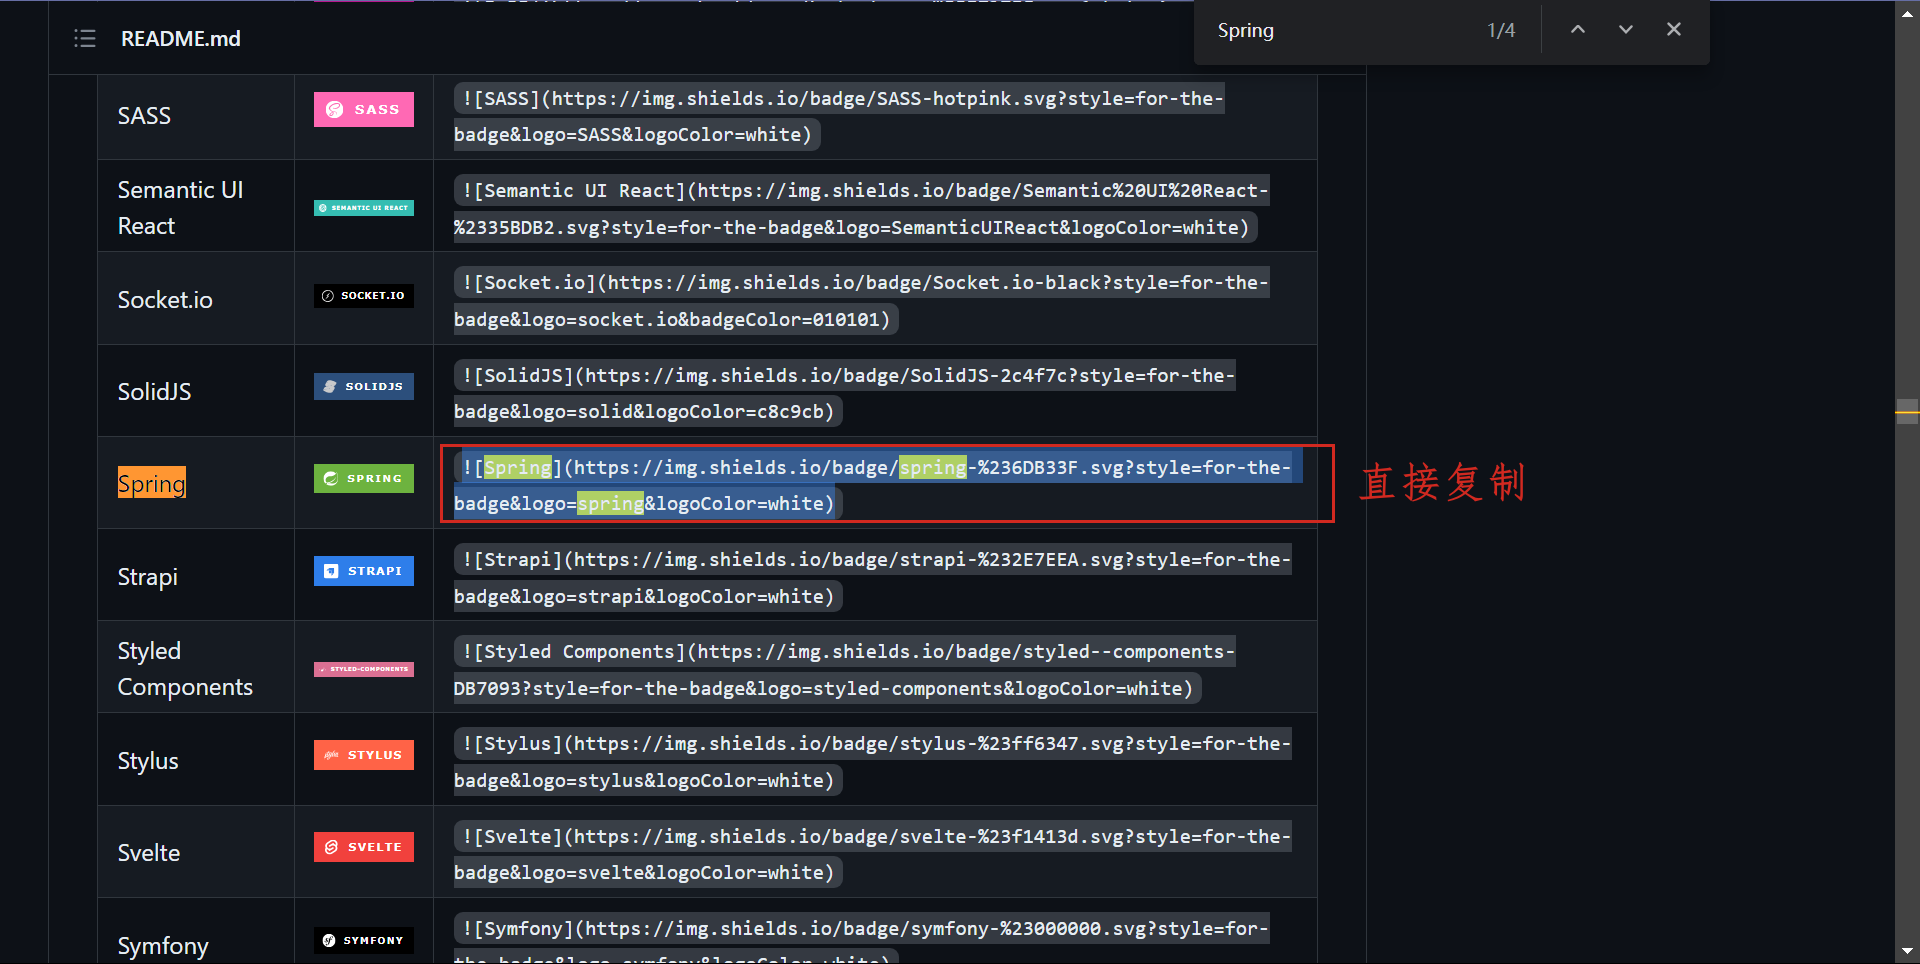 README.md
Spring 1/4
SASS
SASS
![SASS](https://img.shields.io/badge/SASS-hotpink.svg?style=for-the-
badge&logo=SASS&logoColor=white)
Semantic UI
React
SEMANTIC UI REACT
![Semantic UI React](https://img.shields.io/badge/Semantic%20UI%20React-
%2335BDB2.svg?style=for-the-badge&logo=SemanticUIReact&logoColor=white)
Socket.io
SOCKET.IO
![Socket.io](https://img.shields.io/badge/Socket.io-black?style=for-the-
badge&logo=socket.io&badgeColor=010101)
SolidJS
SOLIDJS
![SolidJS](https://img.shields.io/badge/SolidJS-2c4f7c?style=for-the-
badge&logo=solid&logoColor=c8c9cb)
Spring
SPRING
![Spring](https://img.shields.io/badge/spring-%236DB33F.svg?style=for-the-
badge&logo=spring&logoColor=white)
直接复制
Strapi
STRAPI
![Strapi](https://img.shields.io/badge/strapi-%232E7EEA.svg?style=for-the-
badge&logo=strapi&logoColor=white)
Styled
Components
STYLED-COMPONENTS
![Styled Components](https://img.shields.io/badge/styled--components-
DB7093?style=for-the-badge&logo=styled-components&logoColor=white)
Stylus
STYLUS
![Stylus](https://img.shields.io/badge/stylus-%23ff6347.svg?style=for-the-
badge&logo=stylus&logoColor=white)
Svelte
SVELTE
![Svelte](https://img.shields.io/badge/svelte-%23f1413d.svg?style=for-the-
badge&logo=svelte&logoColor=white)
Symfony
SYMFONY
![Symfony](https://img.shields.io/badge/symfony-%23000000.svg?style=for-
the-badge&logo=symfony&logoColor=white)